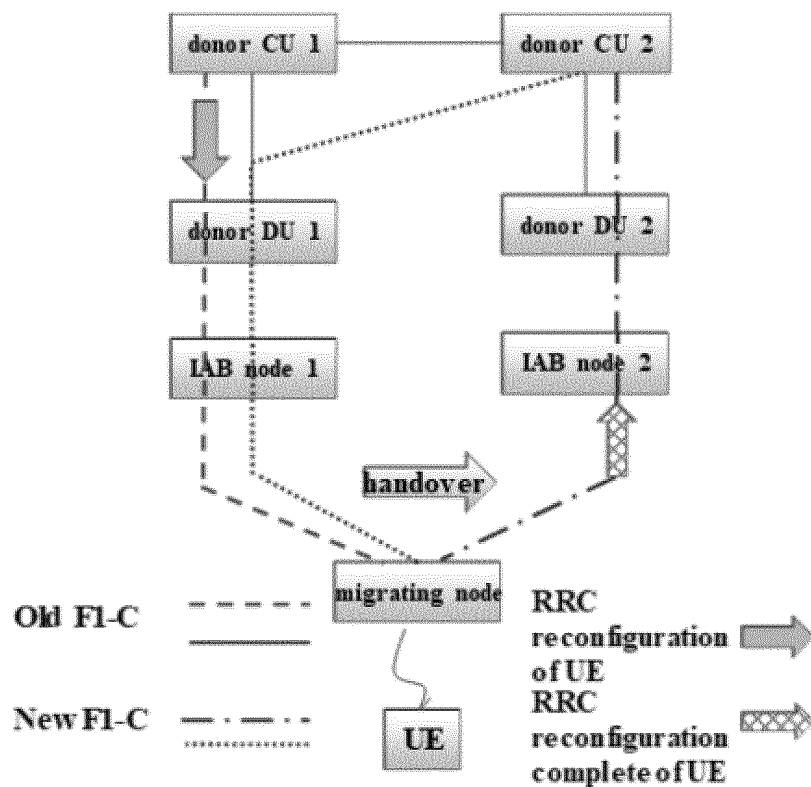 donor CU 1
donor CU 2
donor DU 1
donor DU 2
IAB node 1
IAB node 2
handover
migrating node
UE
Old F1-C
New F1-C
RRC
reconfiguration
of UE
RRC
reconfiguration
complete of UE